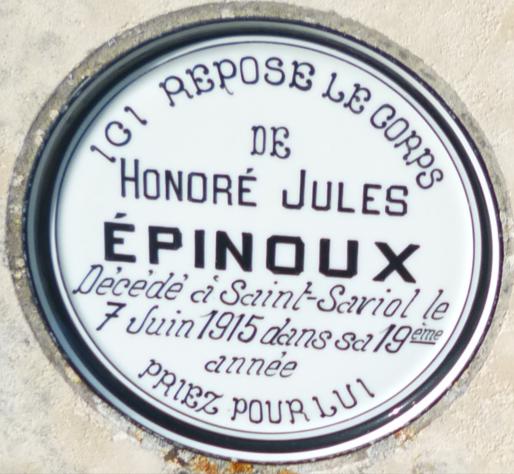 ICI REPOSE LE CORPS
DE
HONORÉ JULES
ÉPINOUX
Décédé à Saint-Saviol le
7 Juin 1915 dans sa 19ème
année
PRIEZ POUR LUI